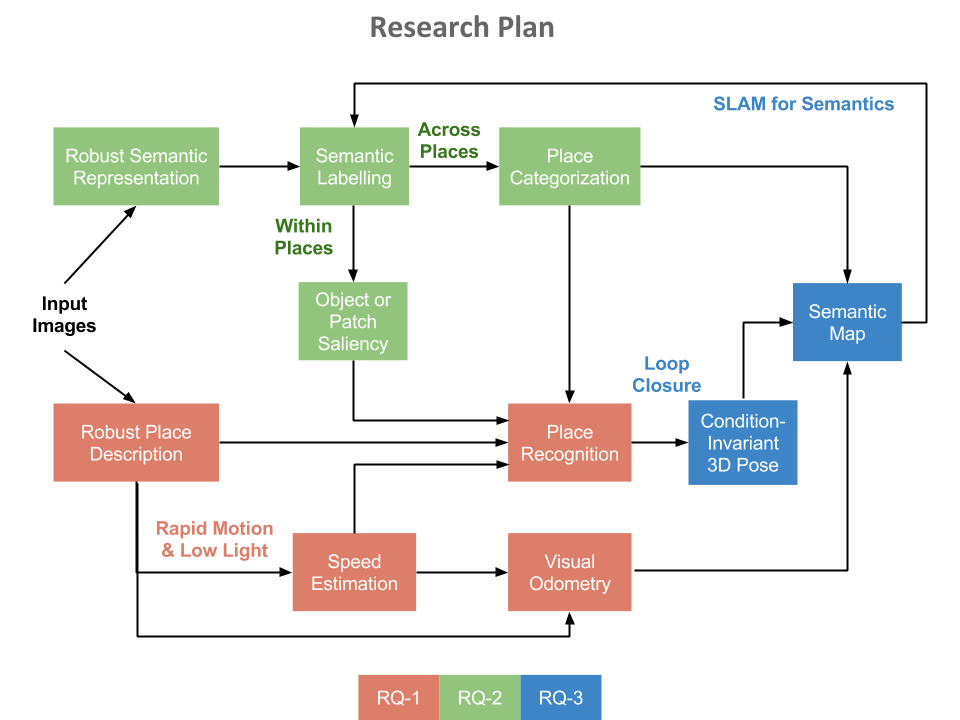 Research Plan
SLAM for Semantics
Robust Semantic
Representation
Semantic
Labelling
Across
Places
Place
Categorization
Within
Places
Input
Images
Object or
Patch
Saliency
Semantic
Map
Loop
Closure
Robust Place
Description
Place
Recognition
Condition-
Invariant
3D Pose
Rapid Motion
& Low Light
Speed
Estimation
Visual
Odometry
RQ-1
RQ-2
RQ-3